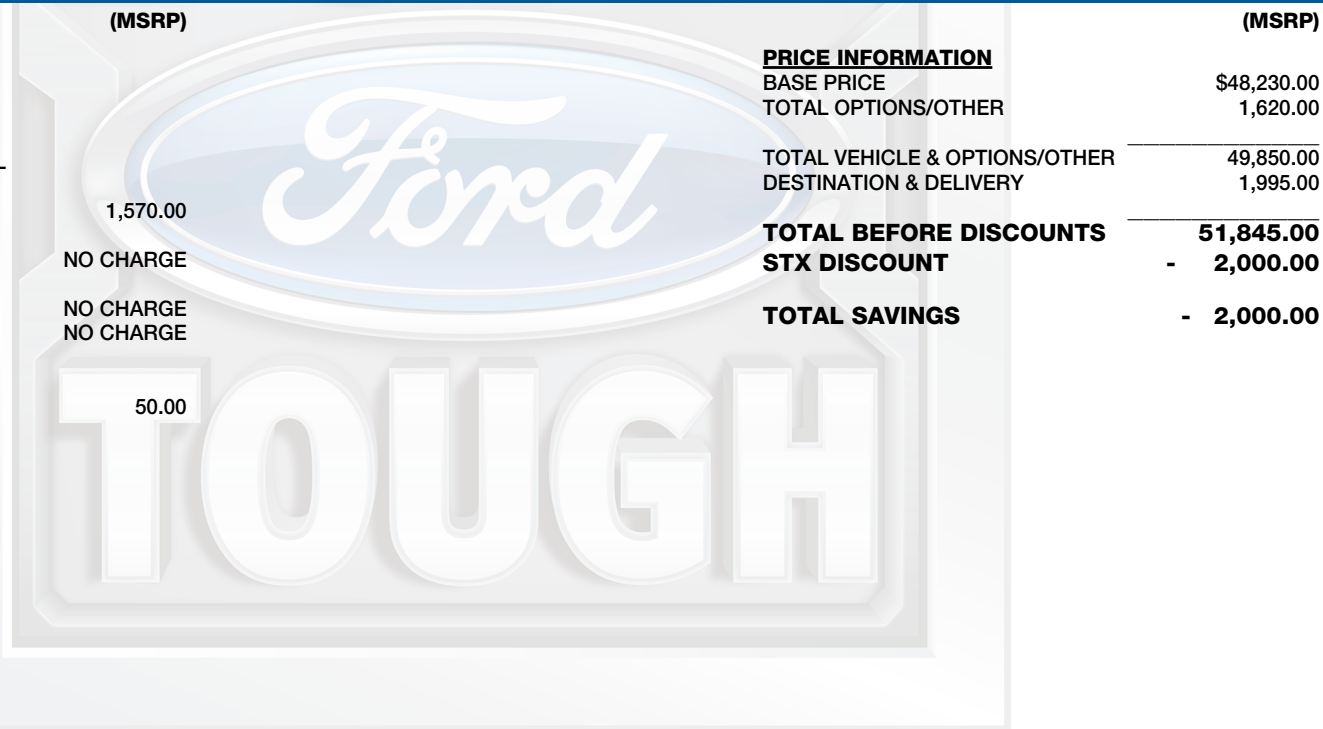 (MSRP)
1,570.00
NO CHARGE
NO CHARGE
NO CHARGE
50.00
(MSRP)
PRICE INFORMATION
BASE PRICE $48,230.00
TOTAL OPTIONS/OTHER 1,620.00
TOTAL VEHICLE & OPTIONS/OTHER 49,850.00
DESTINATION & DELIVERY 1,995.00
TOTAL BEFORE DISCOUNTS 51,845.00
STX DISCOUNT - 2,000.00
TOTAL SAVINGS - 2,000.00
Ford
TOUGH